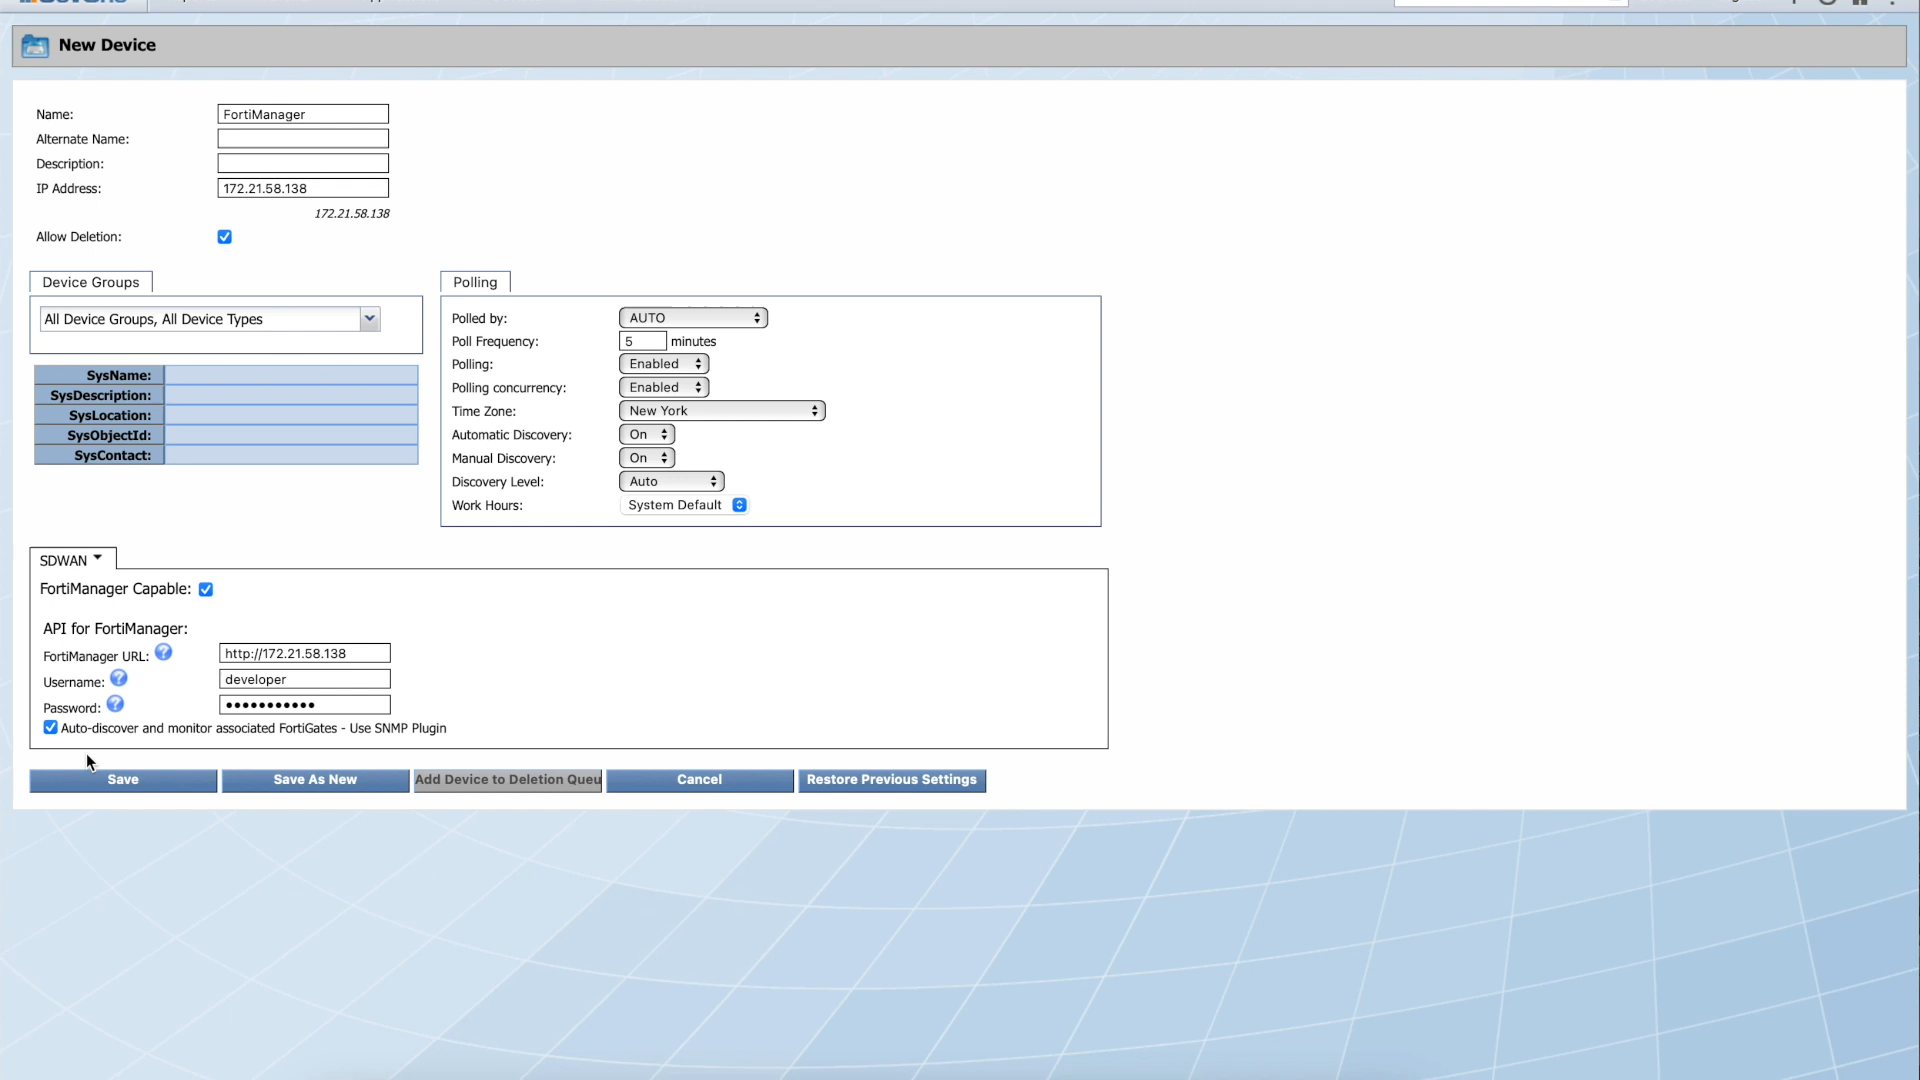 New Device
Name: FortiManager
Alternate Name:
Description:
IP Address: 172.21.58.138
172.21.58.138
Allow Deletion:
Device Groups
All Device Groups, All Device Types
SysName:
SysDescription:
SysLocation:
SysObjectId:
SysContact:
Polling
Polled by: AUTO
Poll Frequency: 5 minutes
Polling: Enabled
Polling concurrency: Enabled
Time Zone: New York
Automatic Discovery: On
Manual Discovery: On
Discovery Level: Auto
Work Hours: System Default
SDWAN
FortiManager Capable:
API for FortiManager:
FortiManager URL: ? http://172.21.58.138
Username: ? developer
Password: ? •••••••••••
Auto-discover and monitor associated FortiGates - Use SNMP Plugin
Save Save As New Add Device to Deletion Queu Cancel Restore Previous Settings